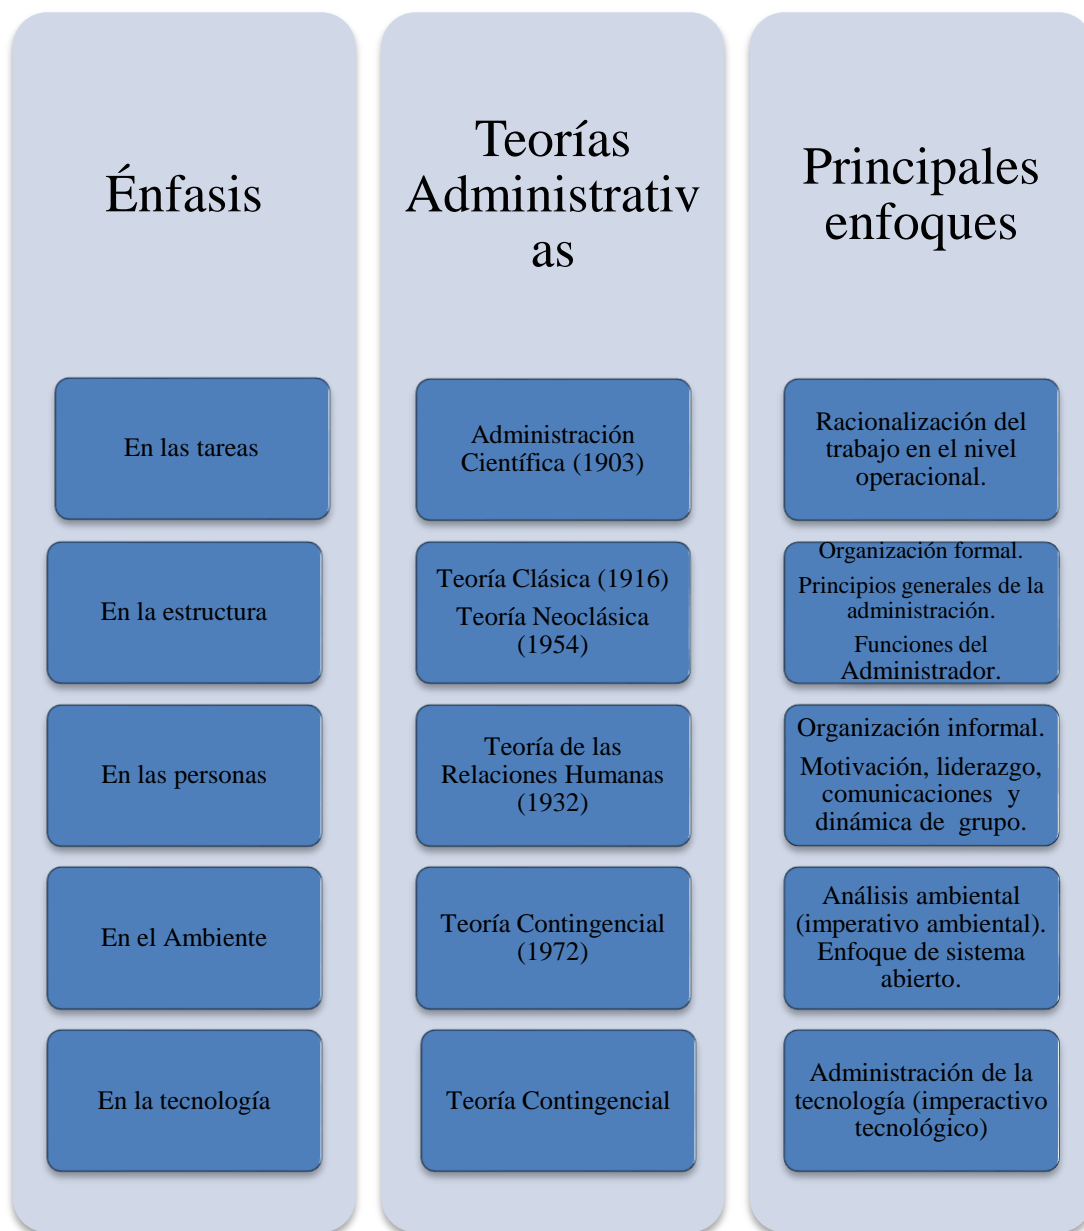 Énfasis
Teorías
Administrativ
as
Principales
enfoques
En las tareas
Administración
Científica (1903)
Racionalización del
trabajo en el nivel
operacional.
En la estructura
Teoría Clásica (1916)
Teoría Neoclásica
(1954)
Organización formal.
Principios generales de la
administración.
Funciones del
Administrador.
En las personas
Teoría de las
Relaciones Humanas
(1932)
Organización informal.
Motivación, liderazgo,
comunicaciones y
dinámica de grupo.
En el Ambiente
Teoría Contingencial
(1972)
Análisis ambiental
(imperativo ambiental).
Enfoque de sistema
abierto.
En la tecnología
Teoría Contingencial
Administración de la
tecnología (imperactivo
tecnológico)